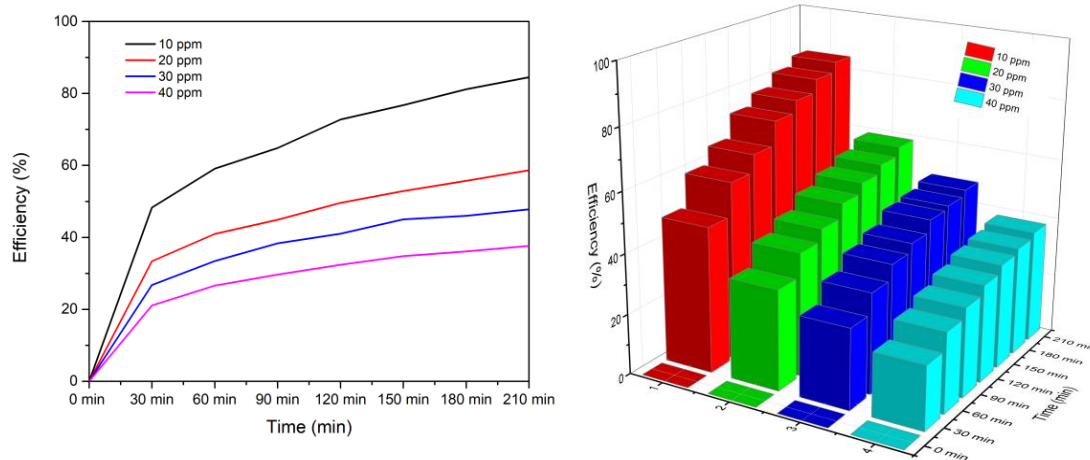 100
80
60
40
20
0
Efficiency (%)
10 ppm
20 ppm
30 ppm
40 ppm
0 min 30 min 60 min 90 min 120 min 150 min 180 min 210 min
Time (min)
100
80
60
40
20
0
Efficiency (%)
10 ppm
20 ppm
30 ppm
40 ppm
1
2
3
4
210 min
180 min
150 min
120 min
90 min
60 min
30 min
0 min
Time (min)